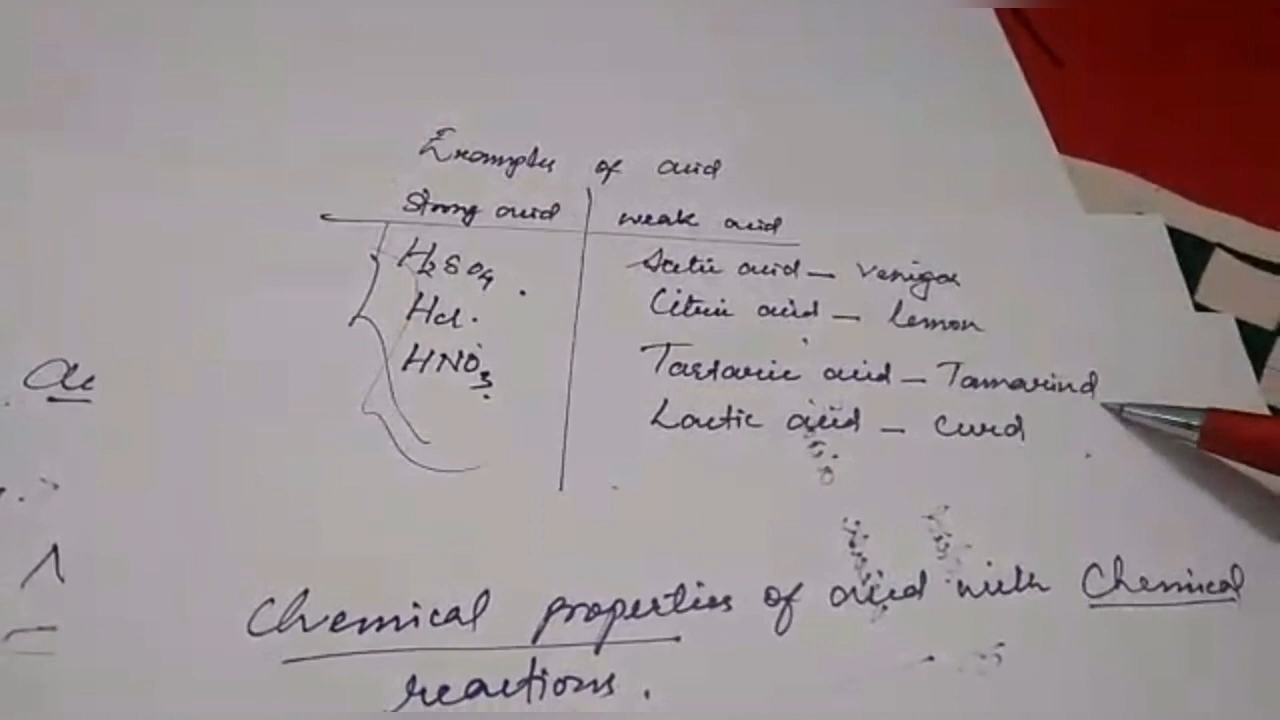 Examples of acid
strong acid weak acid
H₂SO₄ . Acetic acid – Venigar
Hcl. Citric acid – Lemon
HNO₃ Tartaric acid – Tamarind
Lactic acid – Curd
Chemical properties of acid with Chemical
reactions.